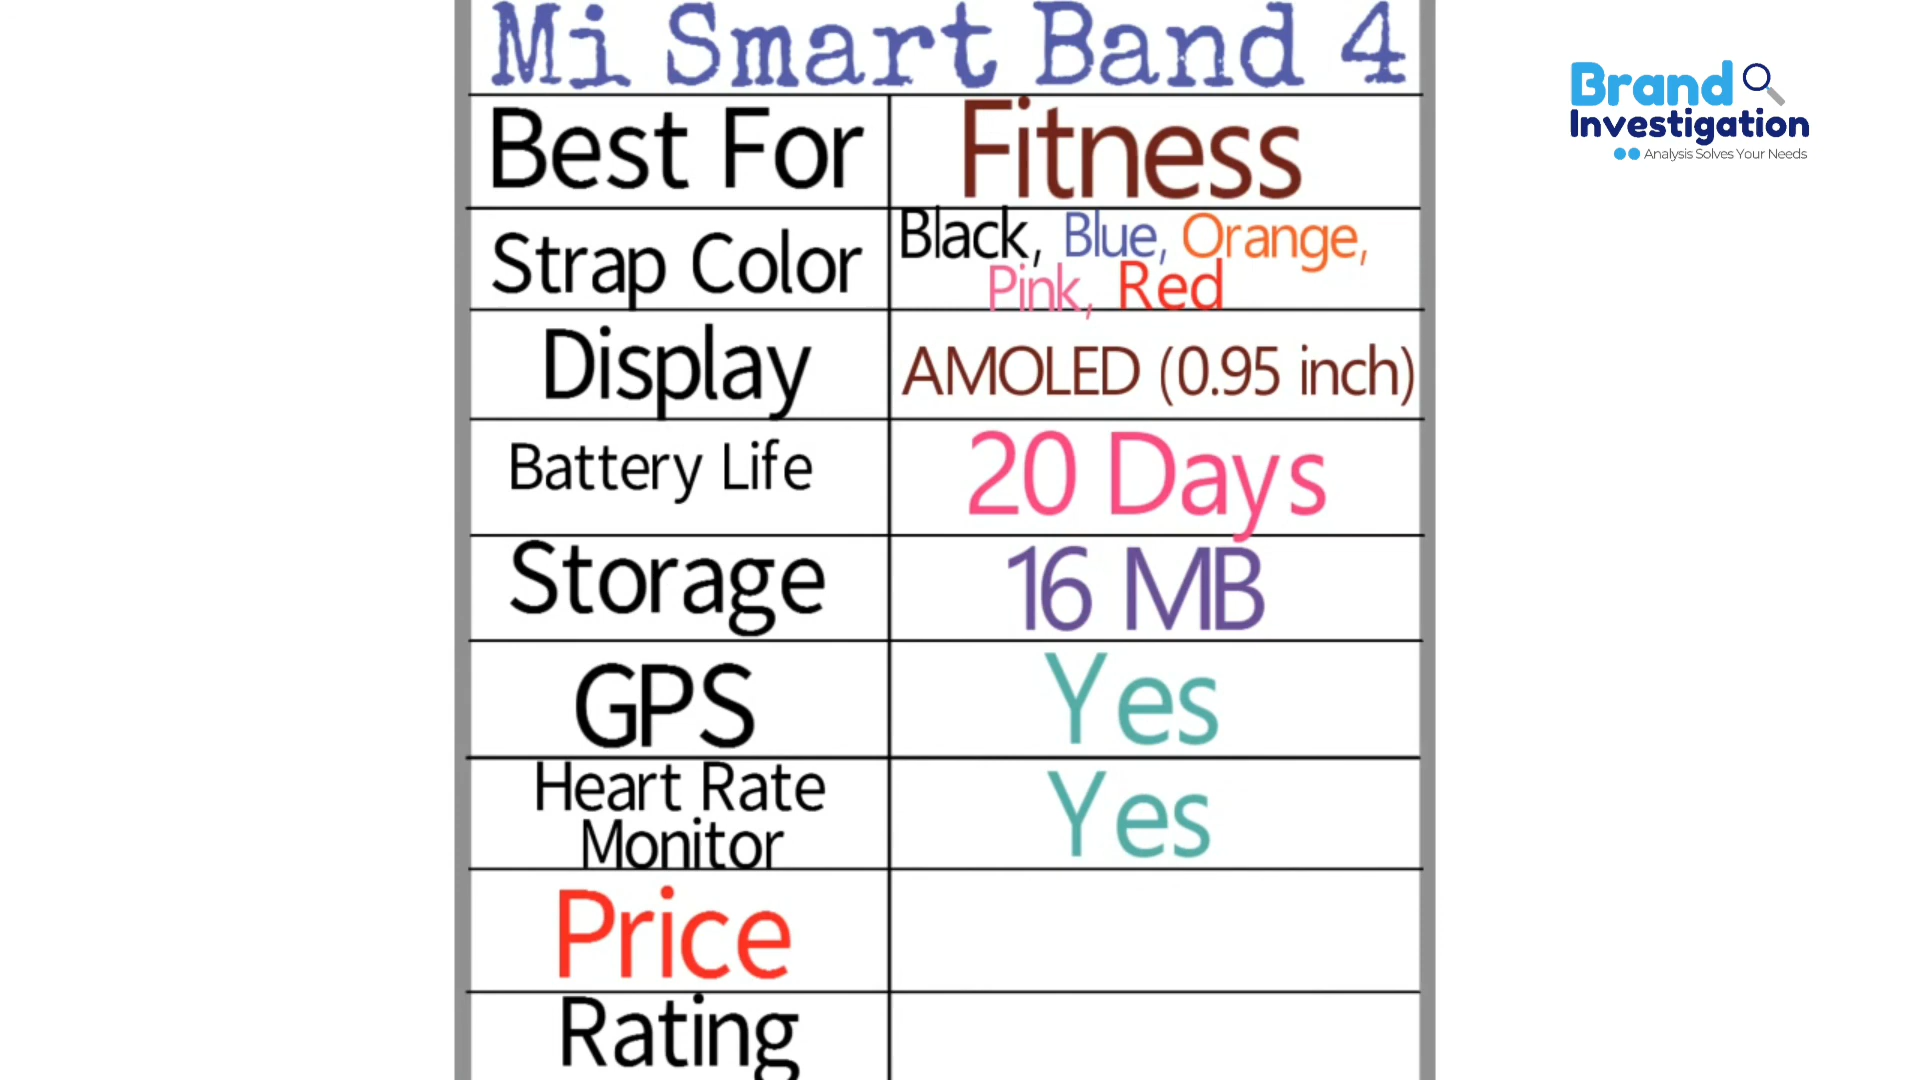 Mi Smart Band 4
Brand
Investigation
Analysis Solves Your Needs
Best For Fitness
Strap Color Black, Blue, Orange,
Pink, Red
Display AMOLED (0.95 inch)
Battery Life 20 Days
Storage 16 MB
GPS Yes
Heart Rate
Monitor Yes
Price
Rating